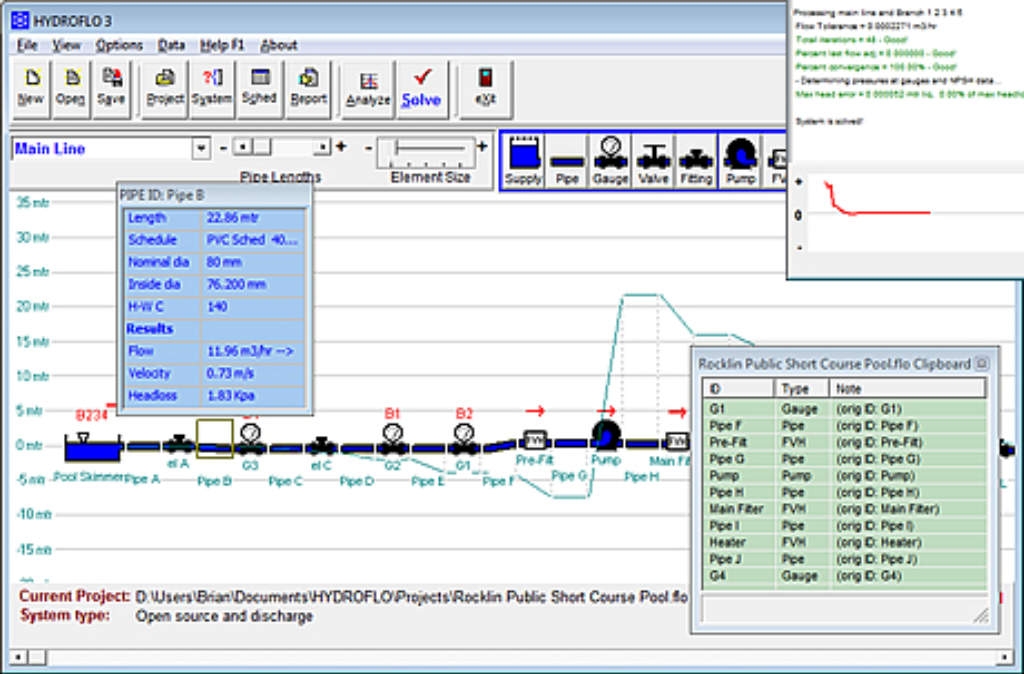 HYDROFLO 3
File View Options Data Help F1 About
New Open Save Project System Sched Report Analyze Solve eXit
Main Line
- + - +
Pipe Lengths Element Size
Supply Pipe Gauge Valve Fitting Pump
Processing main line and Branch 1 2 3 4 5
Flow Tolerance = 0.0002271 m3/hr
Total iterations = 48 - Good!
Percent last flow adj = 0.000000 - Good!
Percent convergence = 100.00% - Good!
- Determining pressures at gauges and NPSH data...
Max head error = 0.000052 mtr liq, 0.00% of max head
System is solved!
+
0
-
PIPE ID: Pipe B
Length 22.86 mtr
Schedule PVC Sched 40...
Nominal dia 80 mm
Inside dia 76.200 mm
H-W C 140
Results
Flow 11.96 m3/hr -->
Velocity 0.73 m/s
Headloss 1.83 Kpa
35 mtr
30 mtr
25 mtr
20 mtr
15 mtr
10 mtr
5 mtr
0 mtr
-5 mtr
-10 mtr
-15 mtr
B234 B1 B2
FVH FVH
el A G3 el C G2 G1 Pre-Filt Pump Main Fil
Pool Skimmer Pipe A Pipe B Pipe C Pipe D Pipe E Pipe F Pipe G Pipe H
Rocklin Public Short Course Pool.flo Clipboard
ID Type Note
G1 Gauge (orig ID: G1)
Pipe F Pipe (orig ID: Pipe F)
Pre-Filt FVH (orig ID: Pre-Filt)
Pipe G Pipe (orig ID: Pipe G)
Pump Pump (orig ID: Pump)
Pipe H Pipe (orig ID: Pipe H)
Main Filter FVH (orig ID: Main Filter)
Pipe I Pipe (orig ID: Pipe I)
Heater FVH (orig ID: Heater)
Pipe J Pipe (orig ID: Pipe J)
G4 Gauge (orig ID: G4)
Current Project: D:\Users\Brian\Documents\HYDROFLO\Projects\Rocklin Public Short Course Pool.flo
System type: Open source and discharge